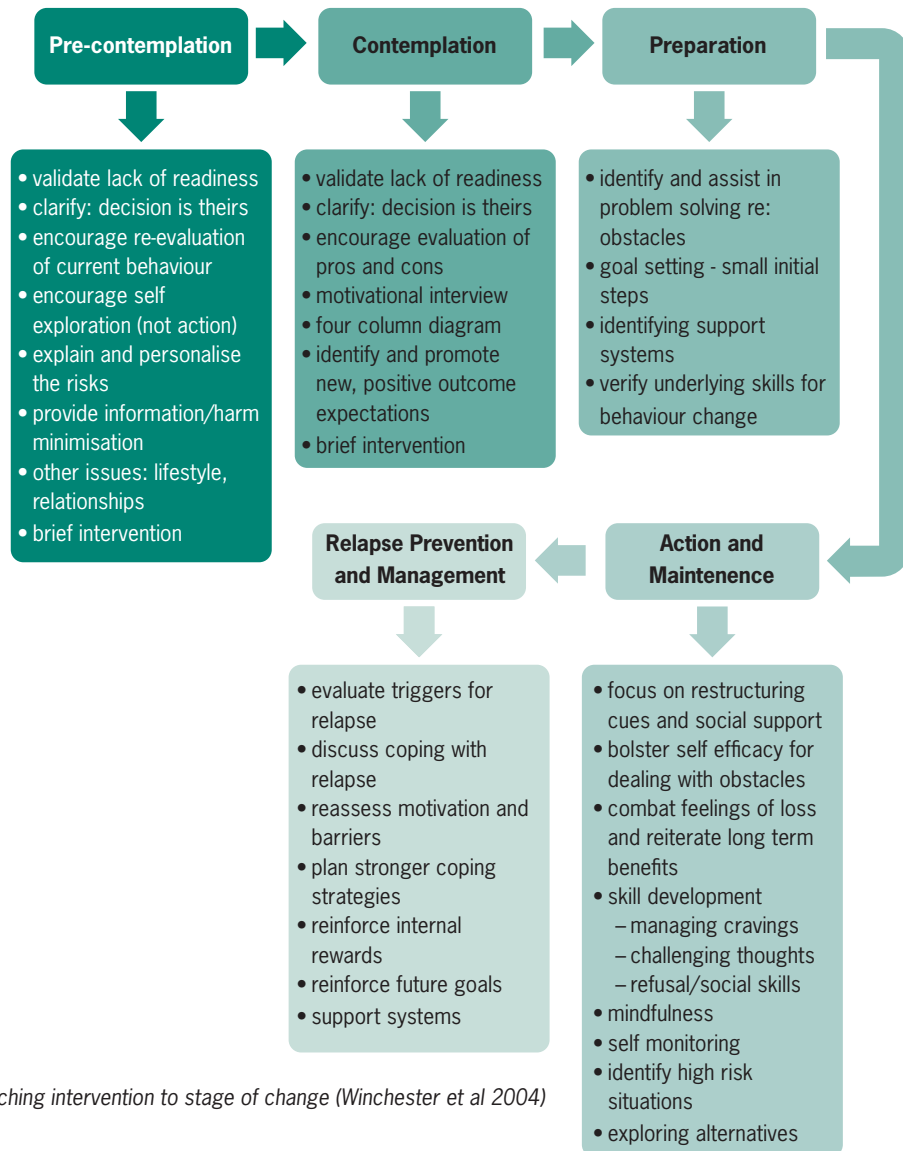 Pre-contemplation
Contemplation
Preparation
• validate lack of readiness
• clarify: decision is theirs
• encourage re-evaluation
of current behaviour
• encourage self
exploration (not action)
• explain and personalise
the risks
• provide information/harm
minimisation
• other issues: lifestyle,
relationships
• brief intervention
• validate lack of readiness
• clarify: decision is theirs
• encourage evaluation of
pros and cons
• motivational interview
• four column diagram
• identify and promote
new, positive outcome
expectations
• brief intervention
• identify and assist in
problem solving re:
obstacles
• goal setting - small initial
steps
• identifying support
systems
• verify underlying skills for
behaviour change
Relapse Prevention
and Management
Action and
Maintenence
• evaluate triggers for
relapse
• discuss coping with
relapse
• reassess motivation and
barriers
• plan stronger coping
strategies
• reinforce internal
rewards
• reinforce future goals
• support systems
• focus on restructuring
cues and social support
• bolster self efficacy for
dealing with obstacles
• combat feelings of loss
and reiterate long term
benefits
• skill development
– managing cravings
– challenging thoughts
– refusal/social skills
• mindfulness
• self monitoring
• identify high risk
situations
• exploring alternatives
ching intervention to stage of change (Winchester et al 2004)